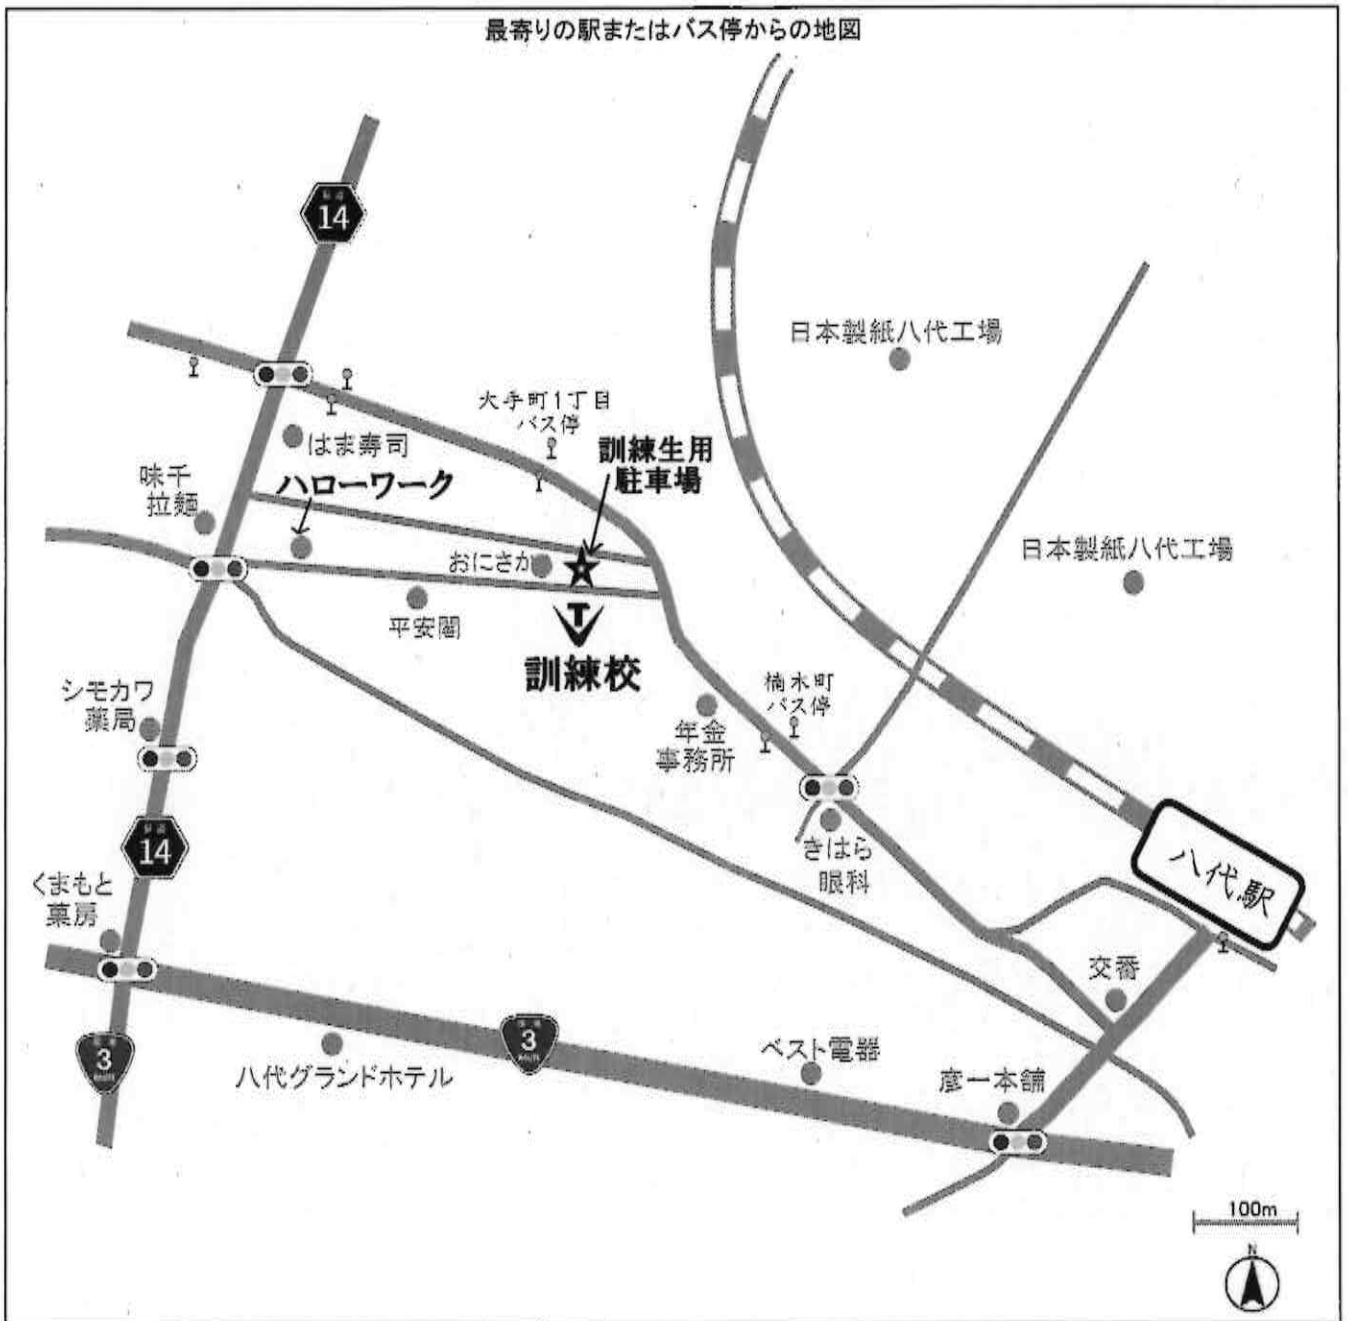 最寄りの駅またはバス停からの地図
14
日本製紙八代工場
大手町1丁目
バス停
訓練生用
駐車場
はま寿司
味千
拉麺
ハローワーク
おにさか
日本製紙八代工場
平安閣
T
訓練校
シモカワ
薬局
楠木町
バス停
年金
事務所
14
きはら
眼科
八代駅
くまもと
菓房
交番
3
3
八代グランドホテル
ベスト電器
彦一本舗
100m
N